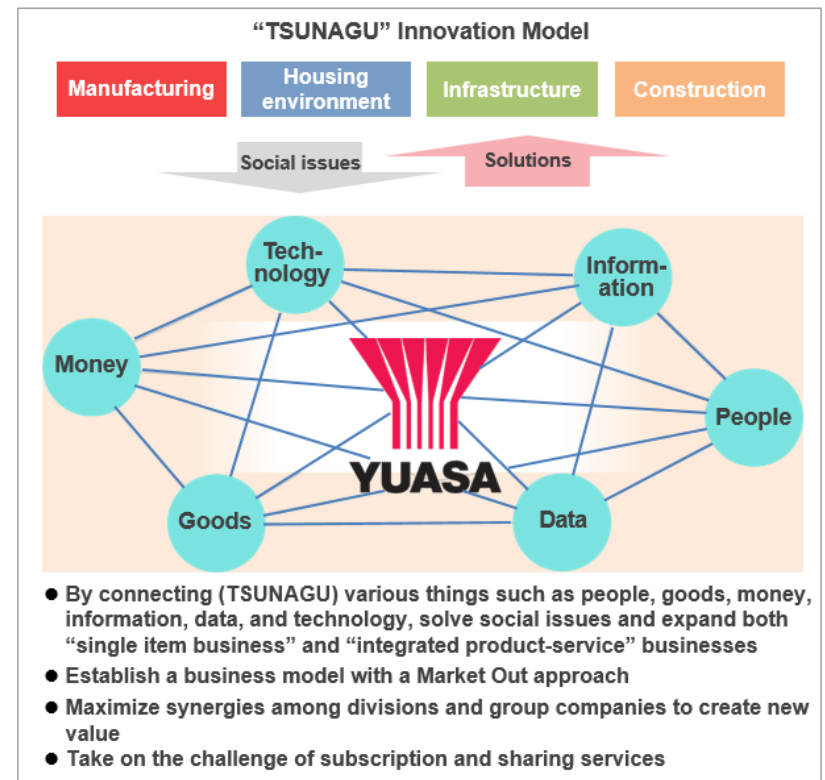 “TSUNAGU” Innovation Model
Manufacturing
Housing
environment
Infrastructure
Construction
Social issues
Solutions
Tech-
nology
Inform-
ation
Money
People
YUASA
Goods
Data
● By connecting (TSUNAGU) various things such as people, goods, money,
information, data, and technology, solve social issues and expand both
“single item business” and “integrated product-service” businesses
● Establish a business model with a Market Out approach
● Maximize synergies among divisions and group companies to create new
value
● Take on the challenge of subscription and sharing services